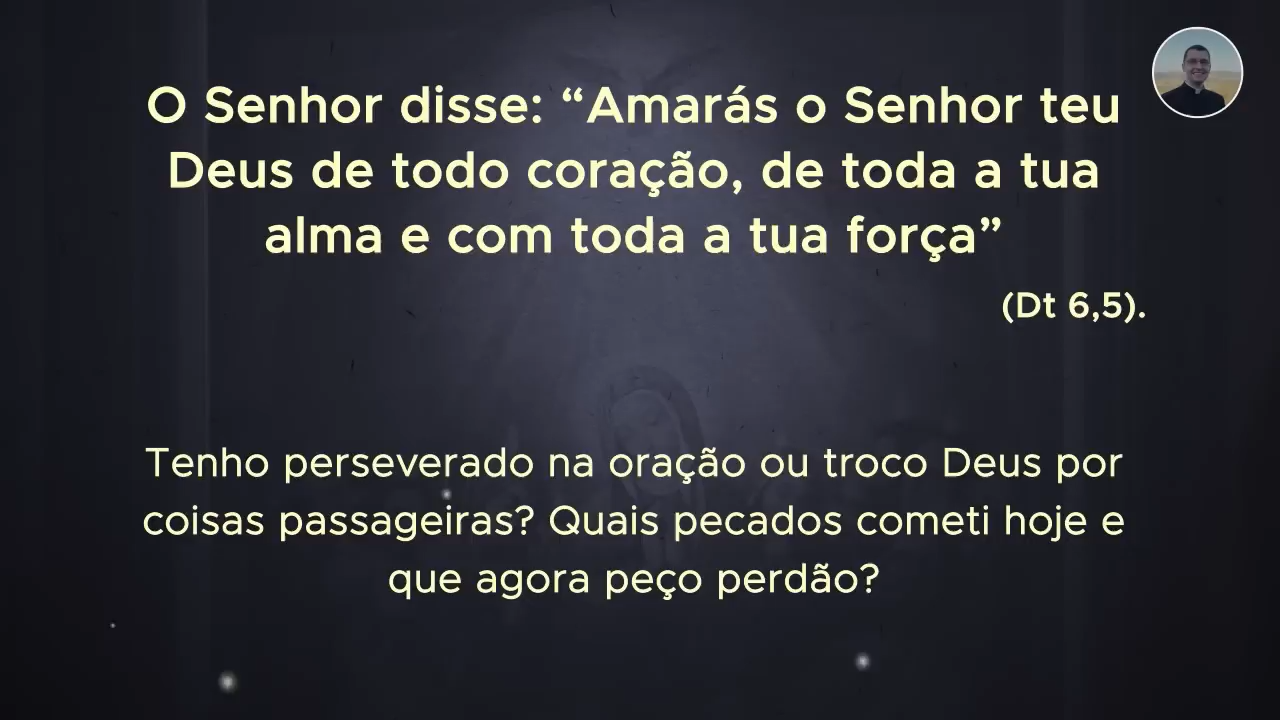 O Senhor disse: “Amarás o Senhor teu
Deus de todo coração, de toda a tua
alma e com toda a tua força”
(Dt 6,5).
Tenho perseverado na oração ou troco Deus por
coisas passageiras? Quais pecados cometi hoje e
que agora peço perdão?